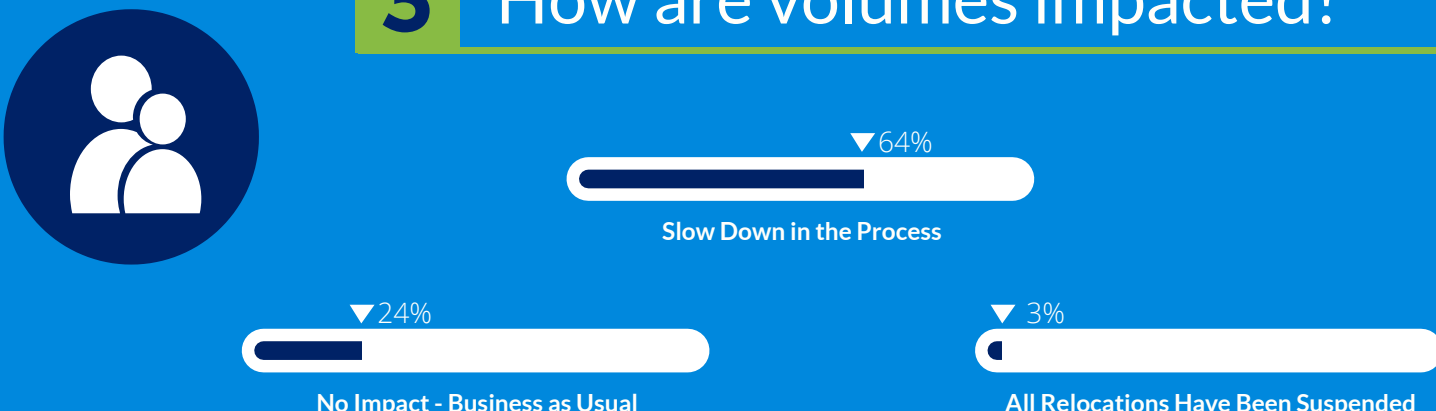 3 How are volumes impacted?
64%
Slow Down in the Process
24%
3%
No Impact - Business as Usual
All Relocations Have Been Suspended